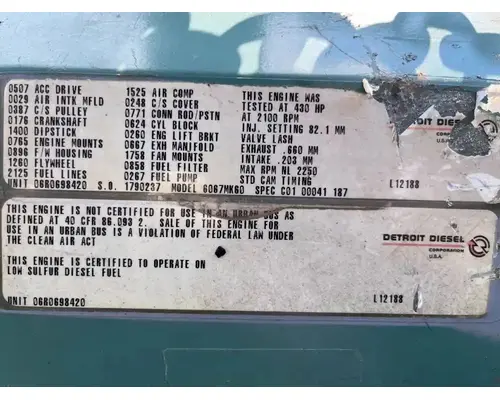 0507 ACC DRIVE 1525 AIR COMP THIS ENGINE WAS
0029 AIR INTK MFLD 0248 C/S COVER TESTED AT 430 HP
0387 C/S PULLEY 0771 CONN ROD/PSTN AT 2100 RPM
0176 CRANKSHAFT 0624 CYL BLOCK INJ. SETTING 82.1 MM
1400 DIPSTICK 0260 ENG LIFT BRKT VALVE LASH
0765 ENGINE MOUNTS 0667 EXH MANIFOLD EXHAUST .660 MM
0896 F/W HOUSING 1758 FAN MOUNTS INTAKE .203 MM
1260 FLYWHEEL 0358 FUEL FILTER MAX RPM NL 2250
2125 FUEL LINES 0267 FUEL PUMP STD CAM TIMING
UNIT 06R0698420 S.O. 1790237 MODEL 6067MK60 SPEC C01 00041 187
DETROIT DIESEL
CORPORATION
U.S.A.
L12188
THIS ENGINE IS NOT CERTIFIED FOR USE IN AN URBAN BUS AS
DEFINED AT 40 CFR 86.093 2. SALE OF THIS ENGINE FOR
USE IN AN URBAN BUS IS A VIOLATION OF FEDERAL LAW UNDER
THE CLEAN AIR ACT
THIS ENGINE IS CERTIFIED TO OPERATE ON
LOW SULFUR DIESEL FUEL
UNIT 06R0698420
DETROIT DIESEL
CORPORATION
U.S.A.
L12188